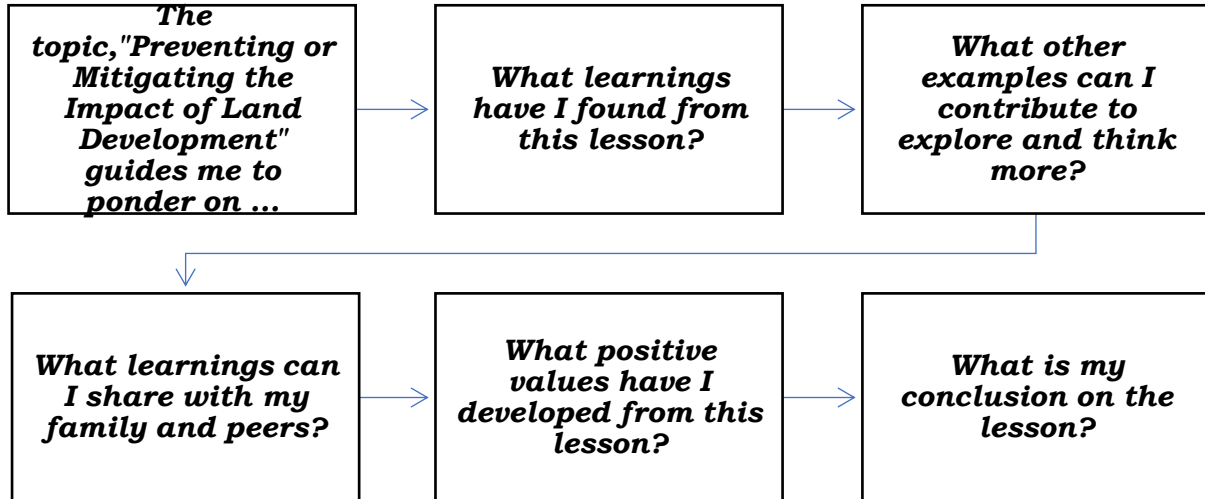 The
topic,"Preventing or
Mitigating the
Impact of Land
Development"
guides me to
ponder on ...
What learnings
have I found from
this lesson?
What other
examples can I
contribute to
explore and think
more?
What learnings can
I share with my
family and peers?
What positive
values have I
developed from this
lesson?
What is my
conclusion on the
lesson?